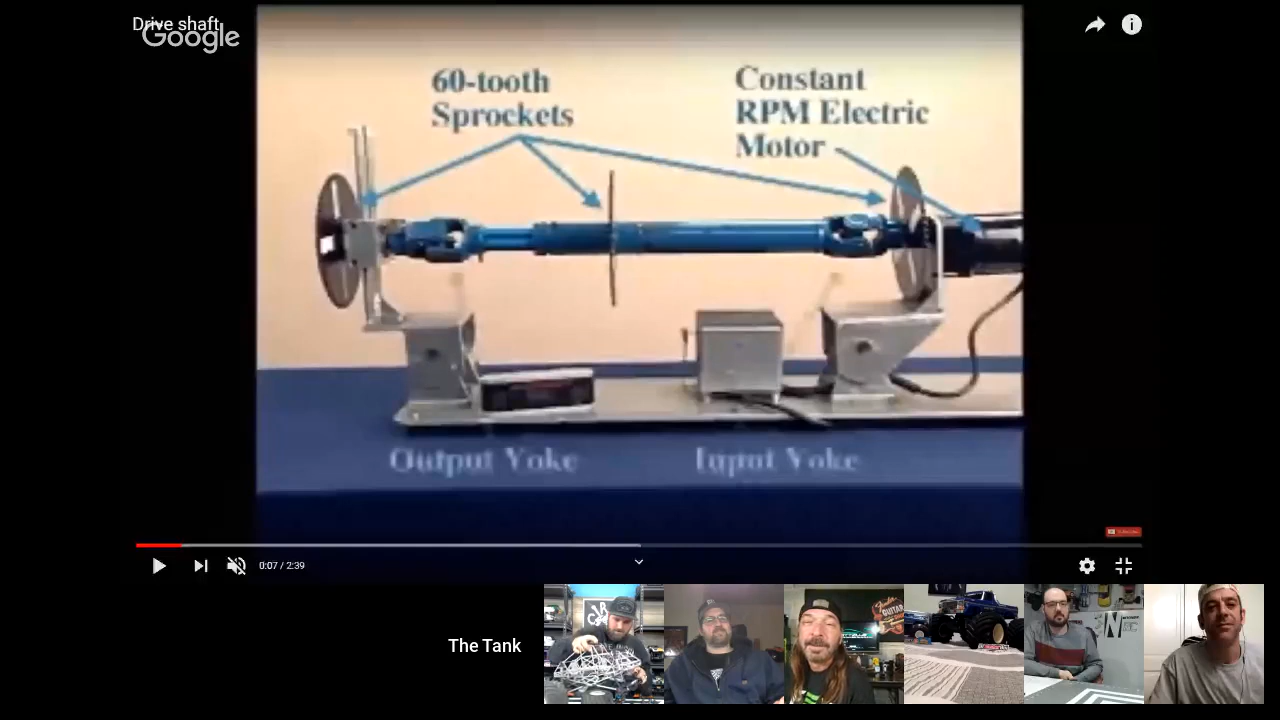 Drive shaft
Google
60-tooth
Sprockets
Constant
RPM Electric
Motor
Output Yoke
Input Yoke
0:07 / 2:39
The Tank